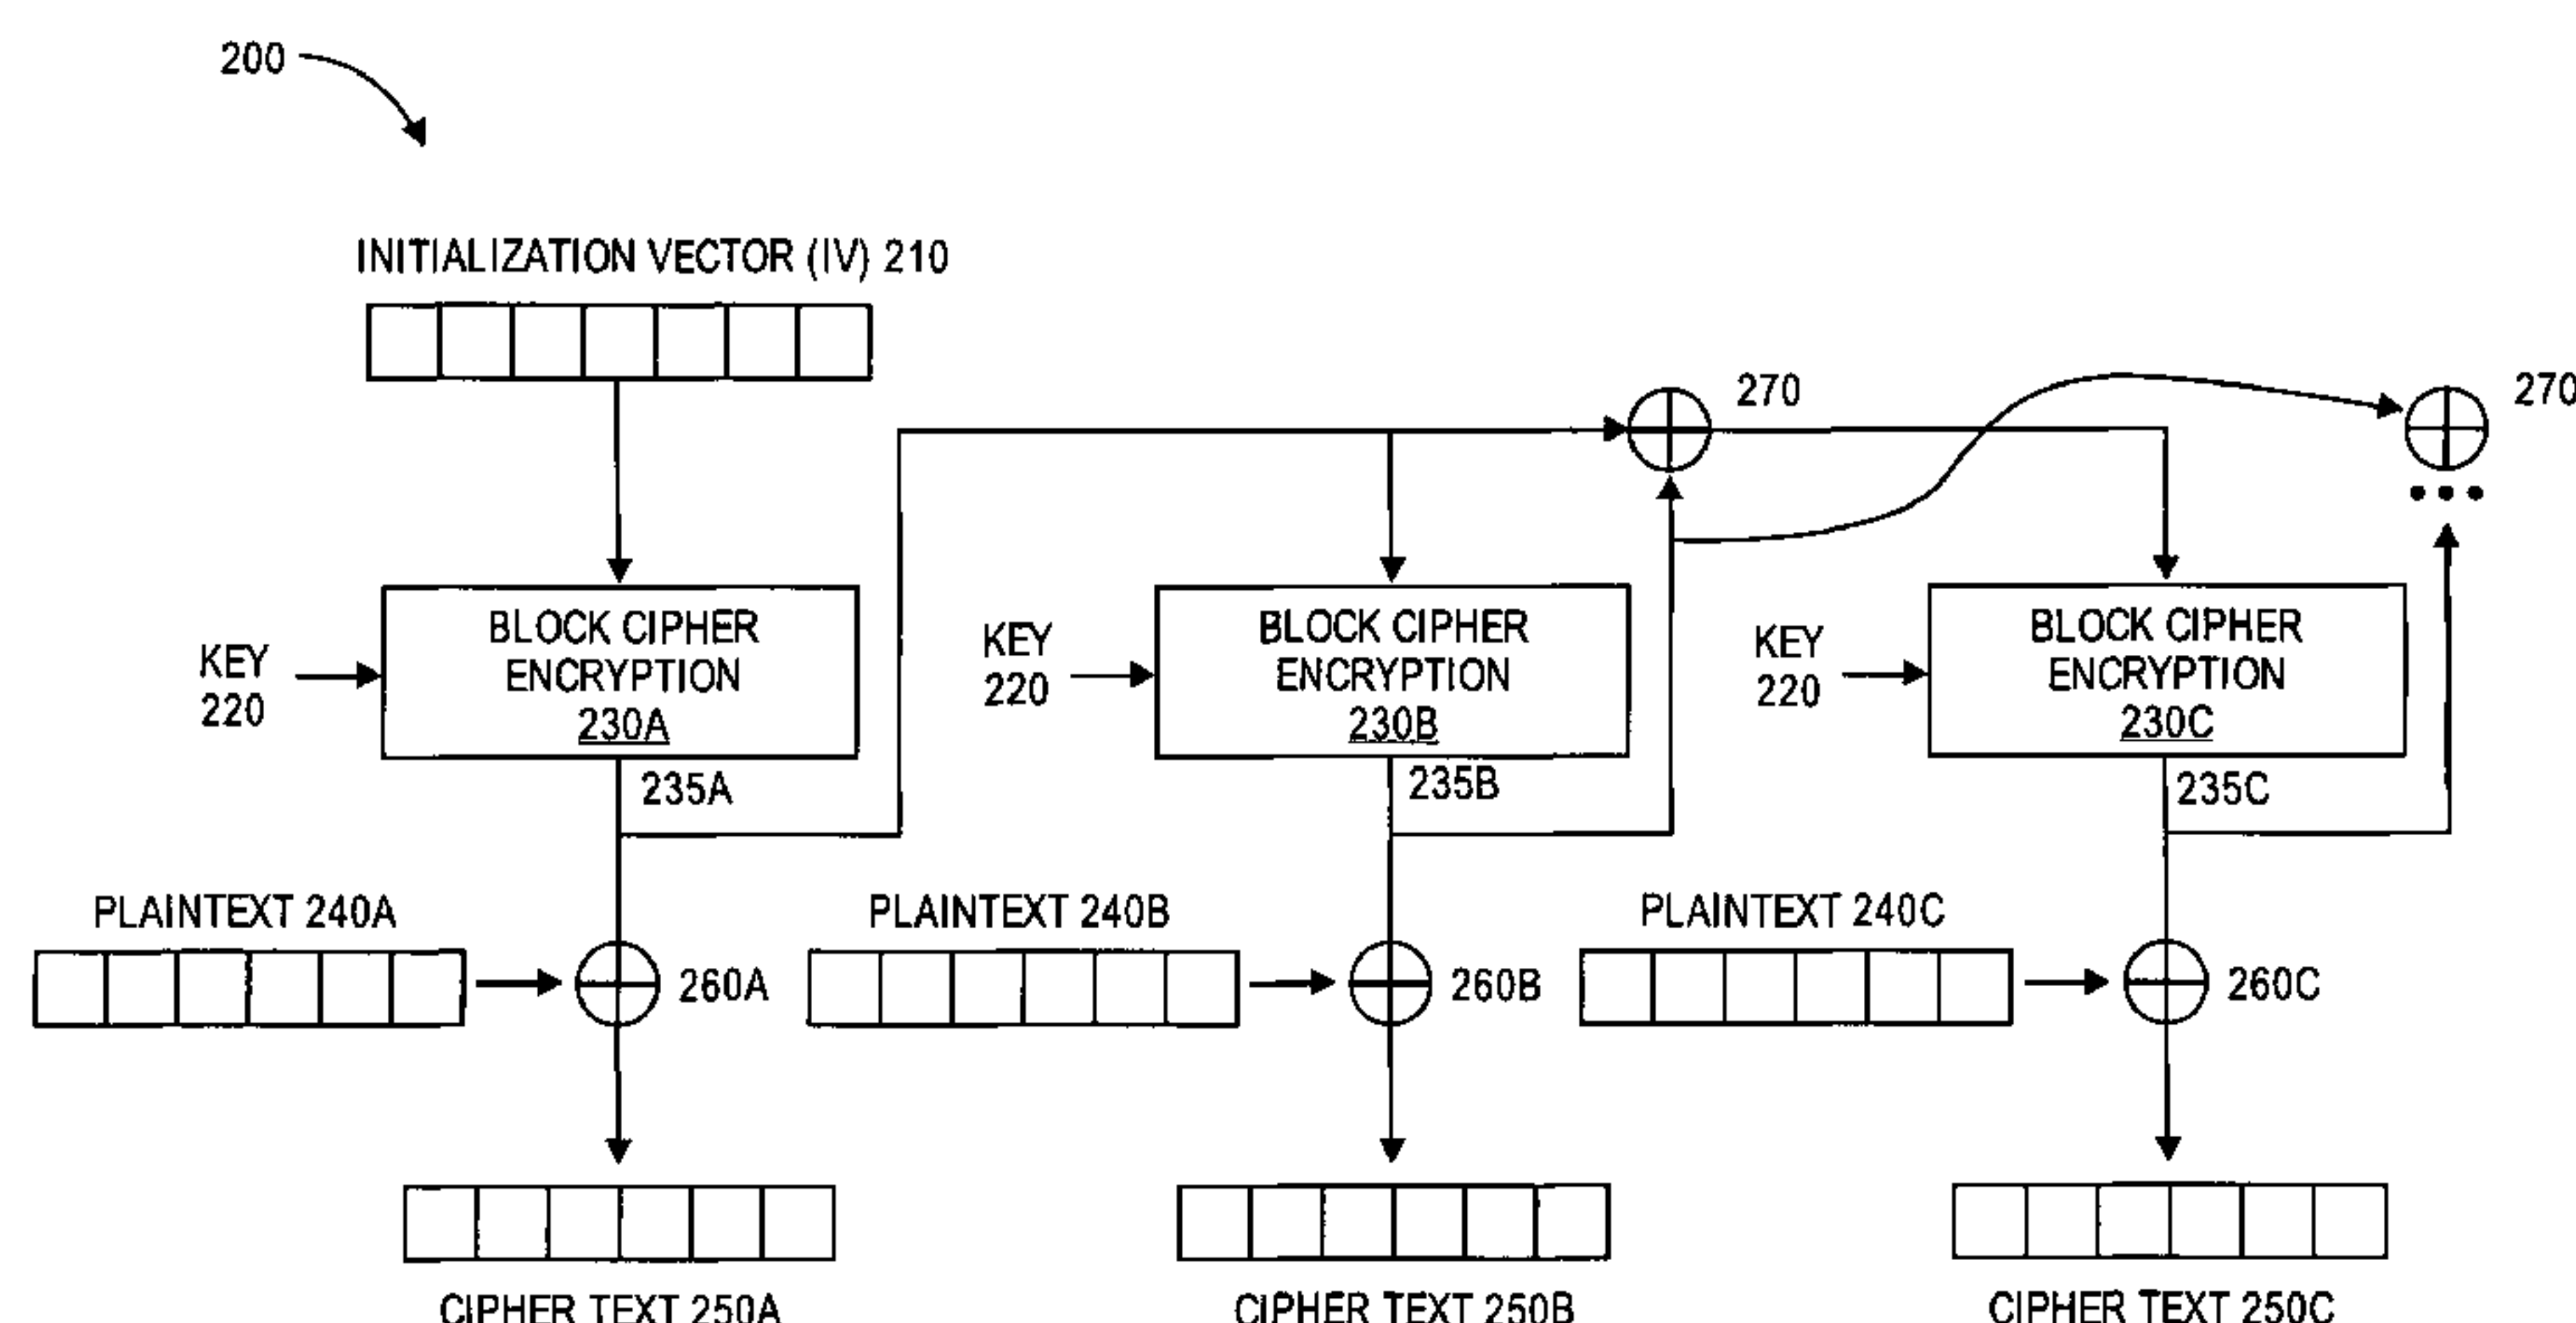 200
INITIALIZATION VECTOR (IV) 210
270
270
KEY
220
BLOCK CIPHER
ENCRYPTION
230A
KEY
220
BLOCK CIPHER
ENCRYPTION
230B
KEY
220
BLOCK CIPHER
ENCRYPTION
230C
235A
235B
235C
PLAINTEXT 240A
PLAINTEXT 240B
PLAINTEXT 240C
260A
260B
260C
CIPHER TEXT 250A
CIPHER TEXT 250B
CIPHER TEXT 250C